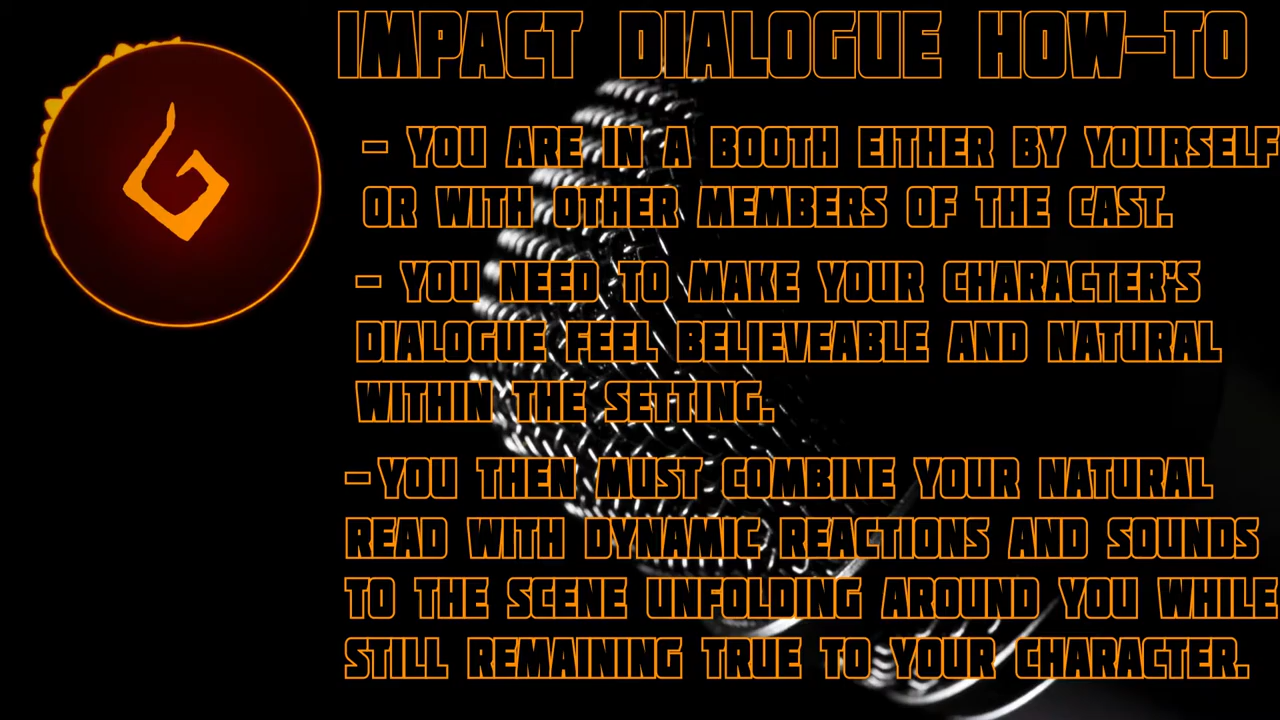 IMPACT DIALOGUE HOW-TO
- YOU ARE IN A BOOTH EITHER BY YOURSELF
OR WITH OTHER MEMBERS OF THE CAST.
- YOU NEED TO MAKE YOUR CHARACTER'S
DIALOGUE FEEL BELIEVEABLE AND NATURAL
WITHIN THE SETTING.
-YOU THEN MUST COMBINE YOUR NATURAL
READ WITH DYNAMIC REACTIONS AND SOUNDS
TO THE SCENE UNFOLDING AROUND YOU WHILE
STILL REMAINING TRUE TO YOUR CHARACTER.